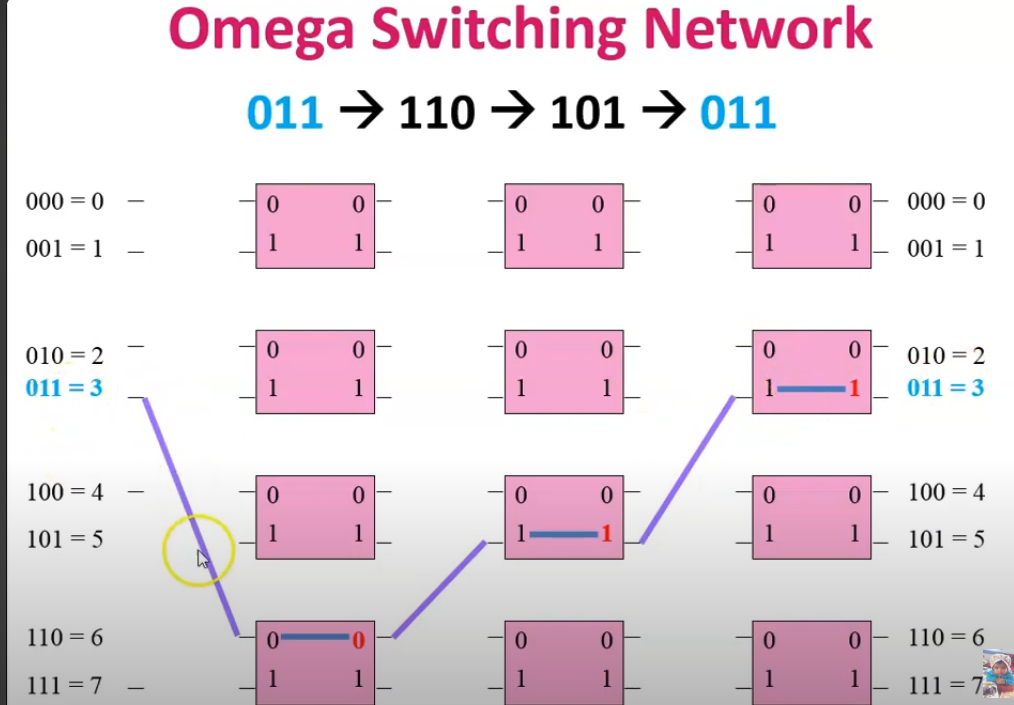 Omega Switching Network
011 → 110 → 101 → 011
000 = 0 0 0 0 0 0 0 000 = 0
001 = 1 1 1 1 1 1 1 001 = 1
010 = 2 0 0 0 0 0 0 010 = 2
011 = 3 1 1 1 1 1 1 011 = 3
100 = 4 0 0 0 0 0 0 100 = 4
101 = 5 1 1 1 1 1 1 101 = 5
110 = 6 0 0 0 0 0 0 110 = 6
111 = 7 1 1 1 1 1 1 111 = 7